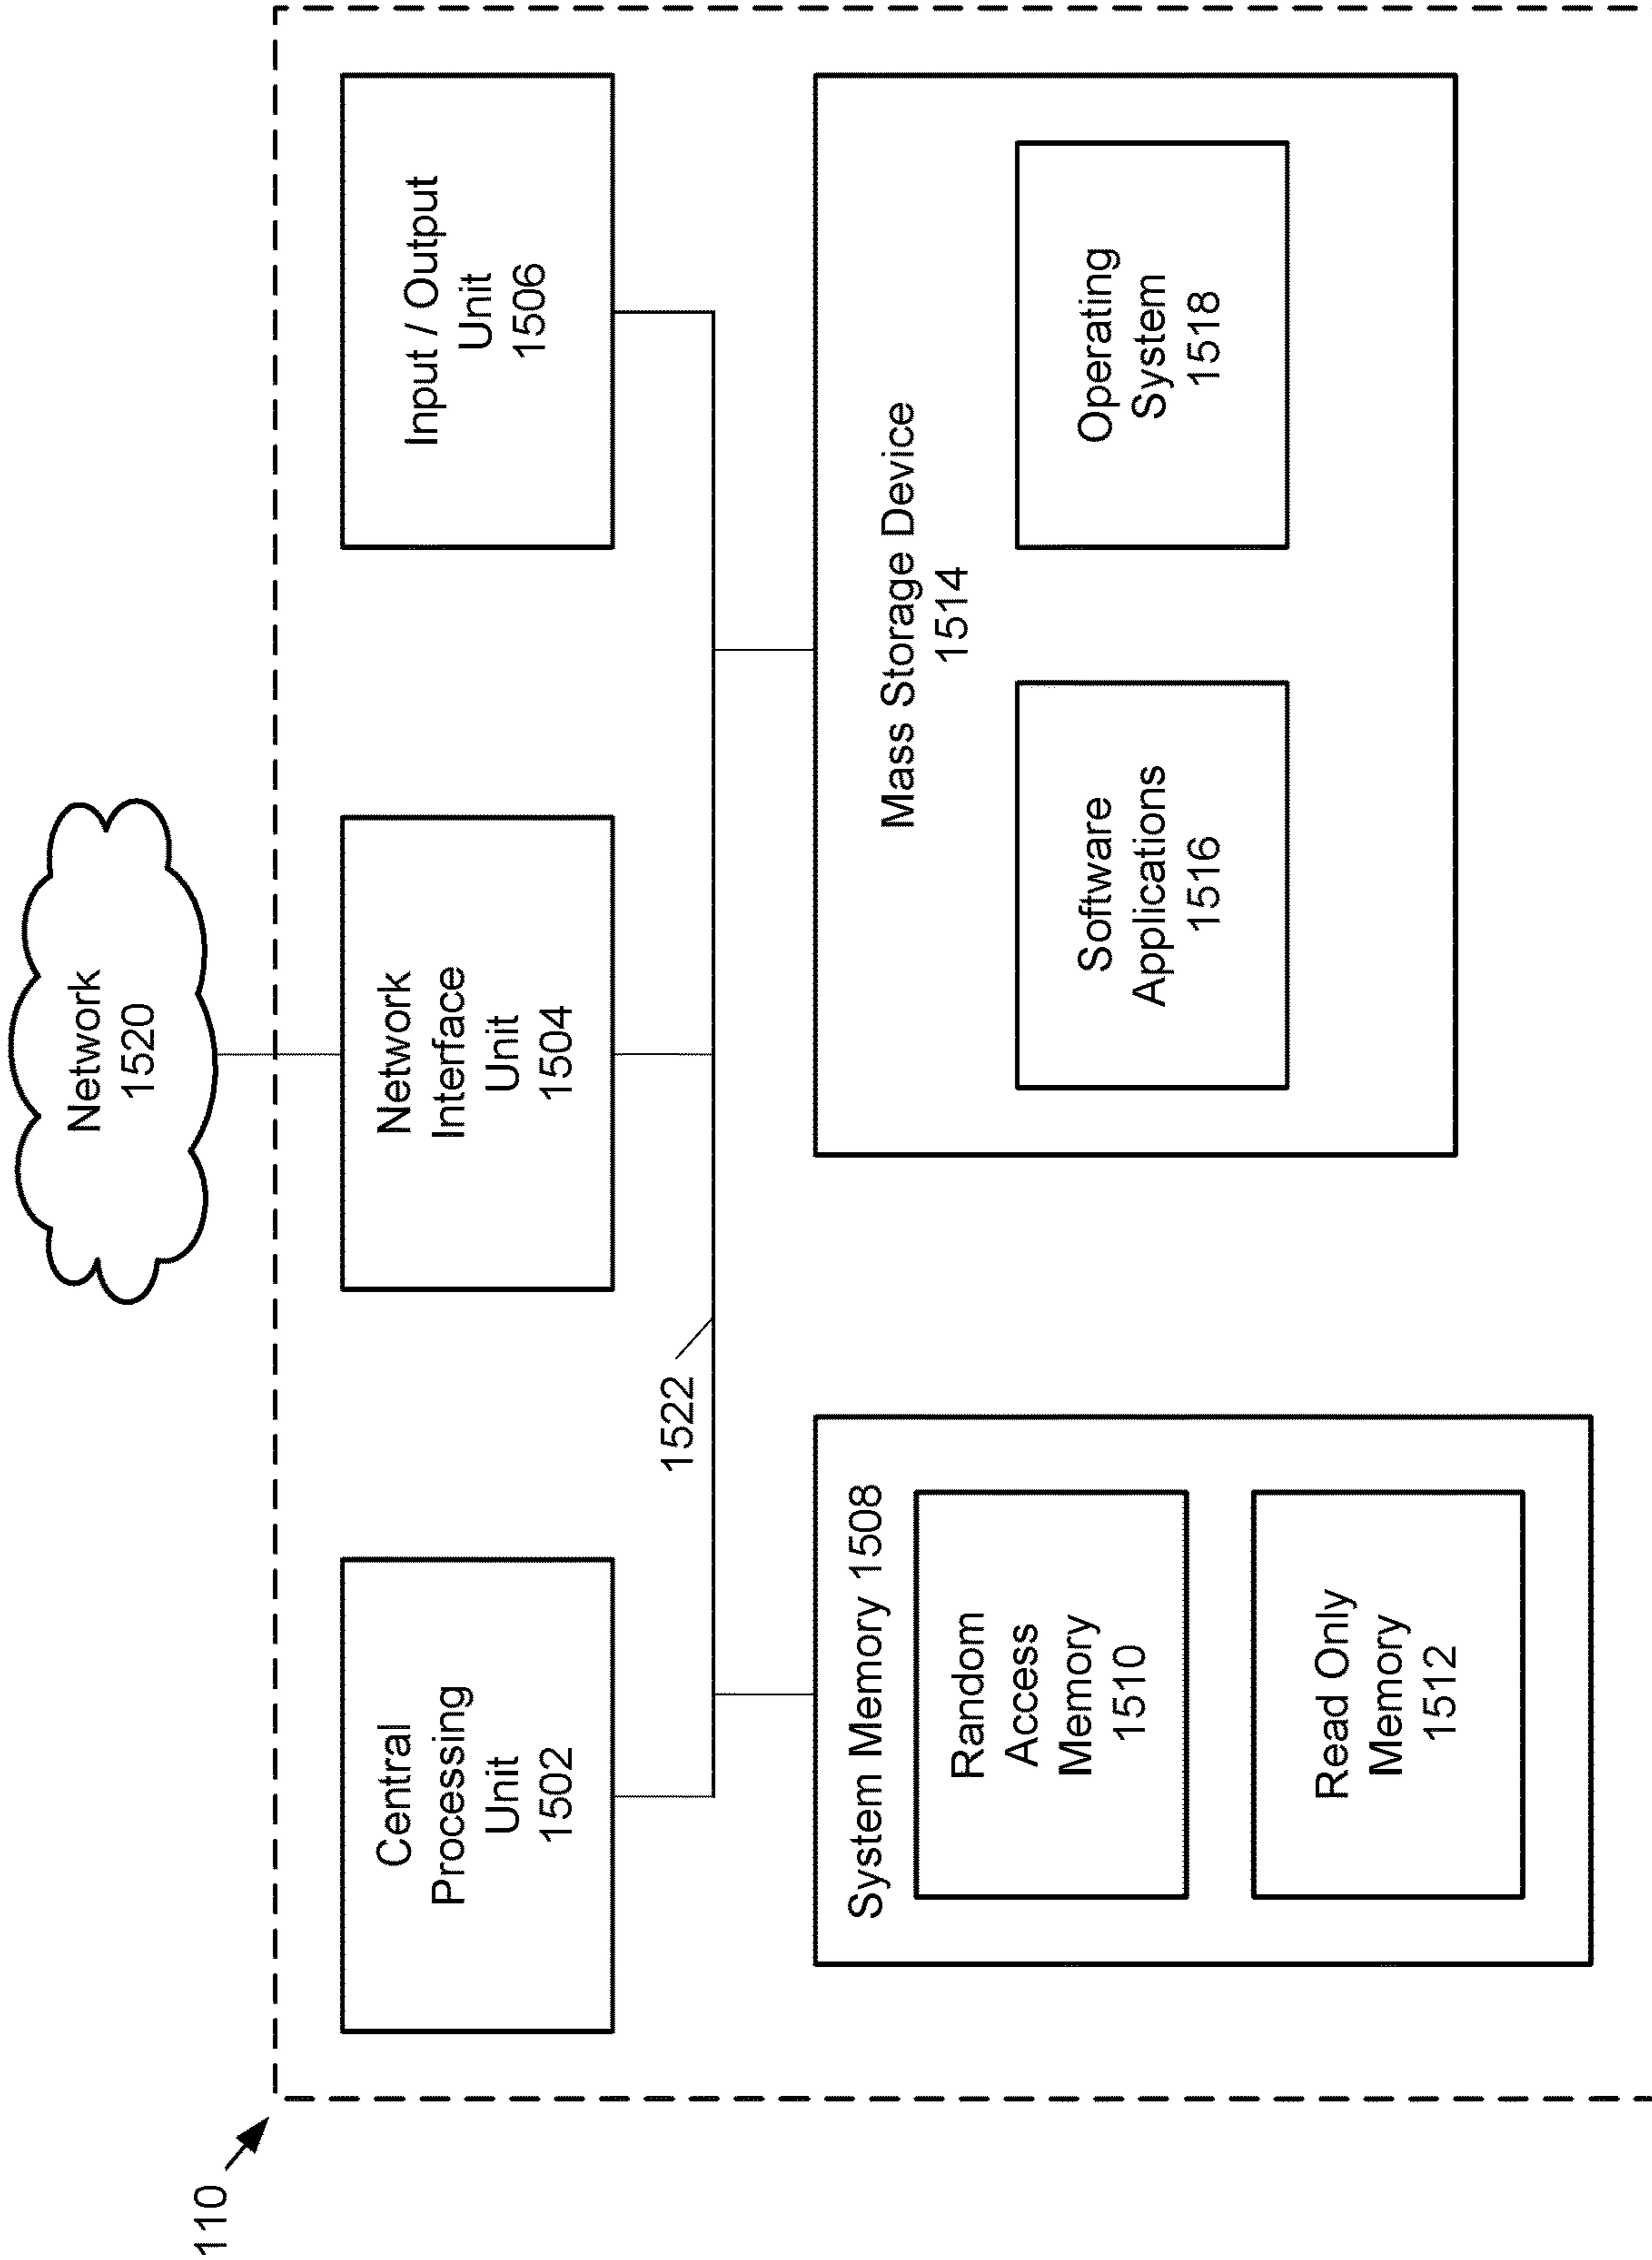 Network
1520
Central
Processing
Unit
1502
Network
Interface
Unit
1504
Input / Output
Unit
1506
1522
System Memory 1508
Random
Access
Memory
1510
Read Only
Memory
1512
Mass Storage Device
1514
Software
Applications
1516
Operating
System
1518
110